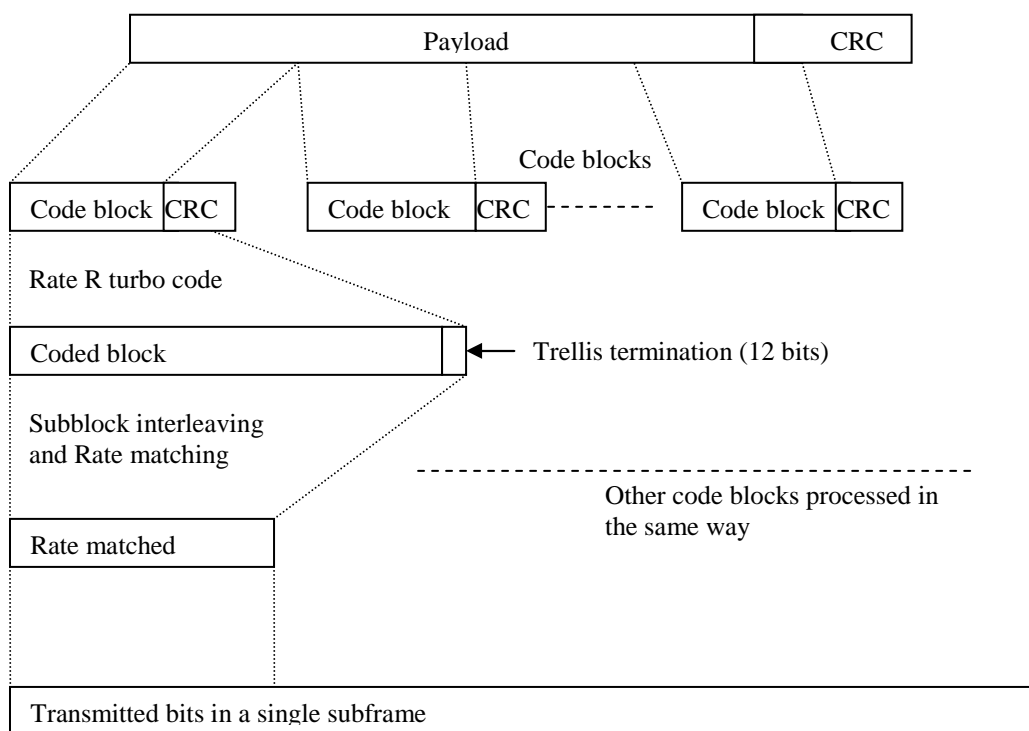 Payload CRC
Code blocks
Code block CRC Code block CRC Code block CRC
Rate R turbo code
Coded block
Trellis termination (12 bits)
Subblock interleaving
and Rate matching
Other code blocks processed in
the same way
Rate matched
Transmitted bits in a single subframe